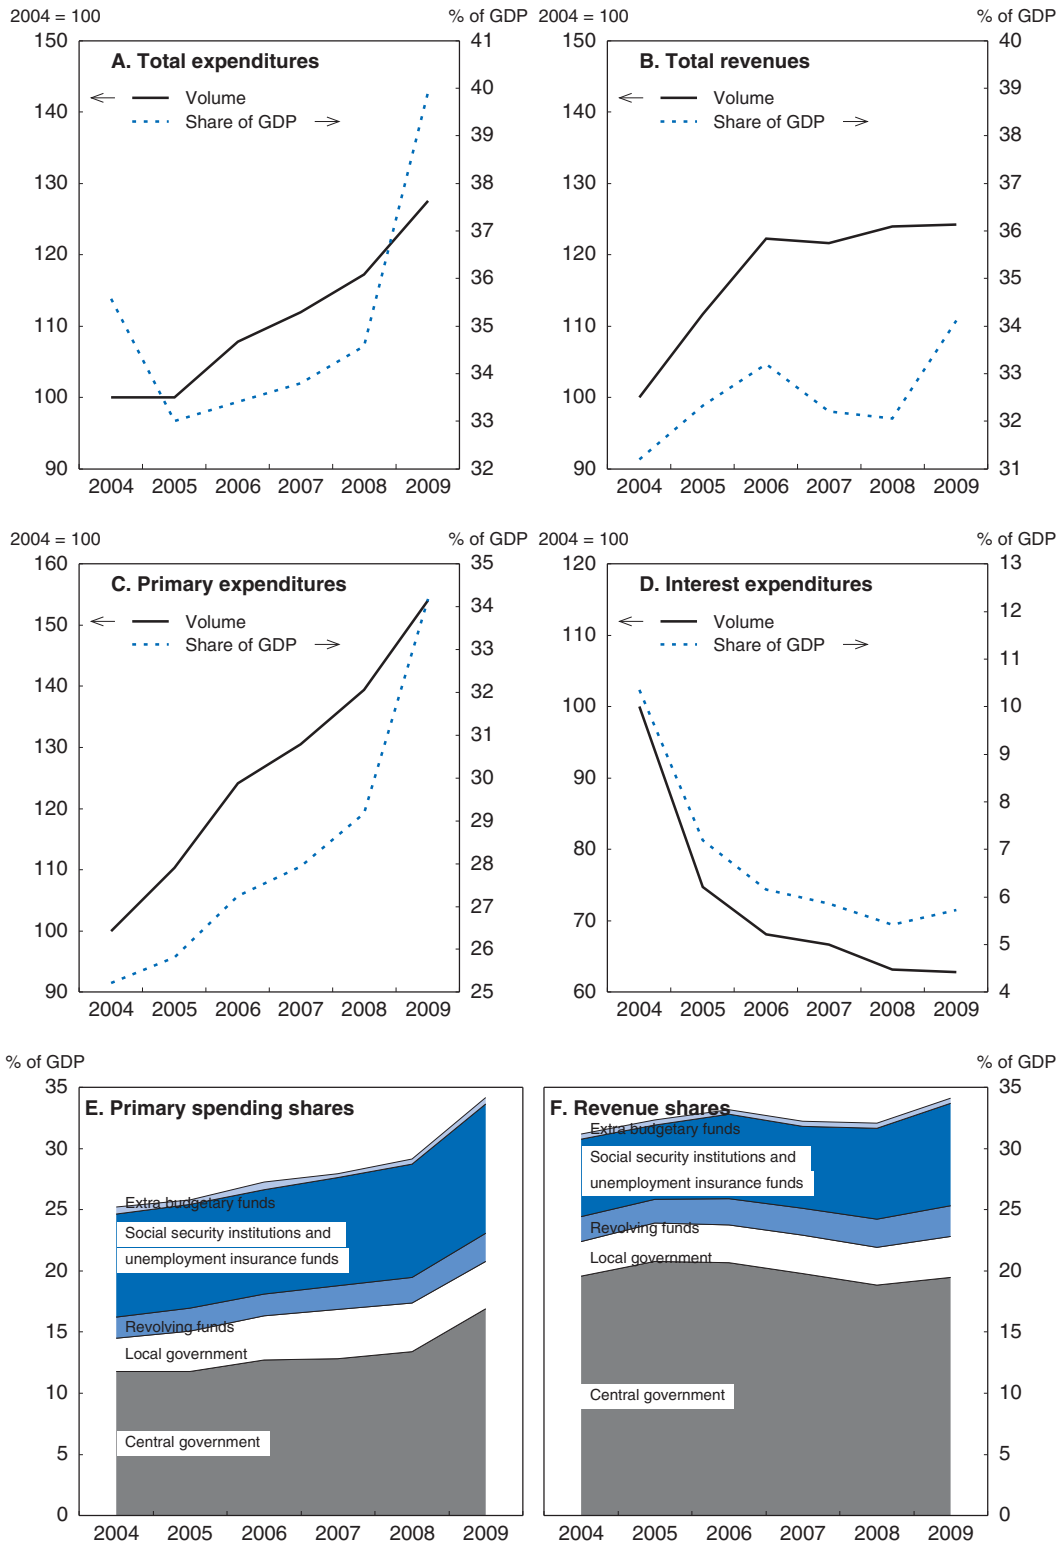 2004 = 100
% of GDP
A. Total expenditures
Volume
Share of GDP
150
140
130
120
110
100
90
41
40
39
38
37
36
35
34
33
32
2004 2005 2006 2007 2008 2009
2004 = 100
% of GDP
B. Total revenues
Volume
Share of GDP
150
140
130
120
110
100
90
40
39
38
37
36
35
34
33
32
31
2004 2005 2006 2007 2008 2009
2004 = 100
% of GDP
C. Primary expenditures
Volume
Share of GDP
160
150
140
130
120
110
100
90
35
34
33
32
31
30
29
28
27
26
25
2004 2005 2006 2007 2008 2009
2004 = 100
% of GDP
D. Interest expenditures
Volume
Share of GDP
120
110
100
90
80
70
60
13
12
11
10
9
8
7
6
5
4
2004 2005 2006 2007 2008 2009
% of GDP
E. Primary spending shares
35
30
25
20
15
10
5
0
Extra budgetary funds
Social security institutions and
unemployment insurance funds
Revolving funds
Local government
Central government
2004 2005 2006 2007 2008 2009
% of GDP
F. Revenue shares
Extra budgetary funds
Social security institutions and
unemployment insurance funds
Revolving funds
Local government
Central government
35
30
25
20
15
10
5
0
2004 2005 2006 2007 2008 2009